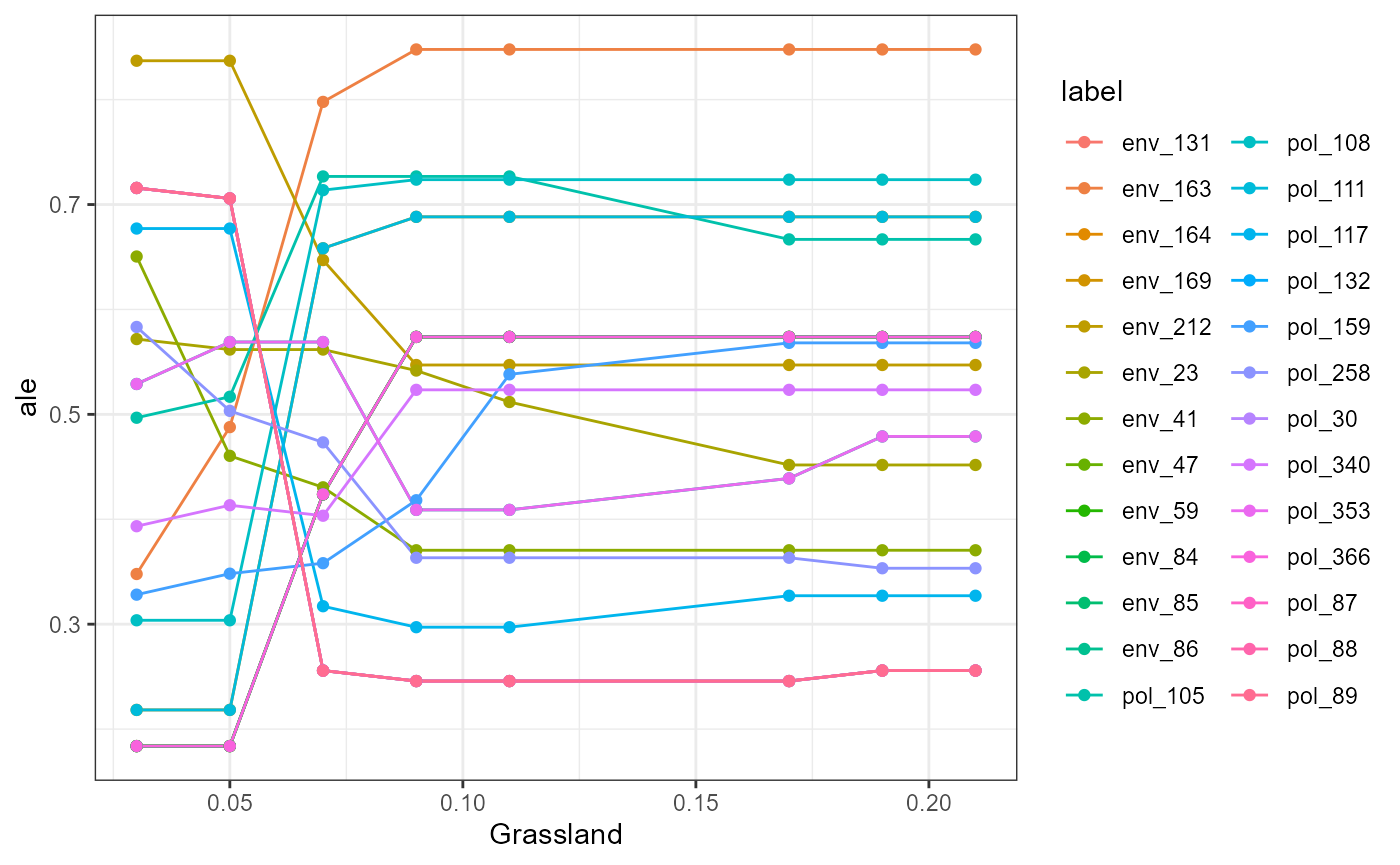 label
env_131 pol_108
env_163 pol_111
env_164 pol_117
env_169 pol_132
env_212 pol_159
env_23 pol_258
env_41 pol_30
env_47 pol_340
env_59 pol_353
env_84 pol_366
env_85 pol_87
env_86 pol_88
pol_105 pol_89
ale
0.7
0.5
0.3
0.05 0.10 0.15 0.20
Grassland